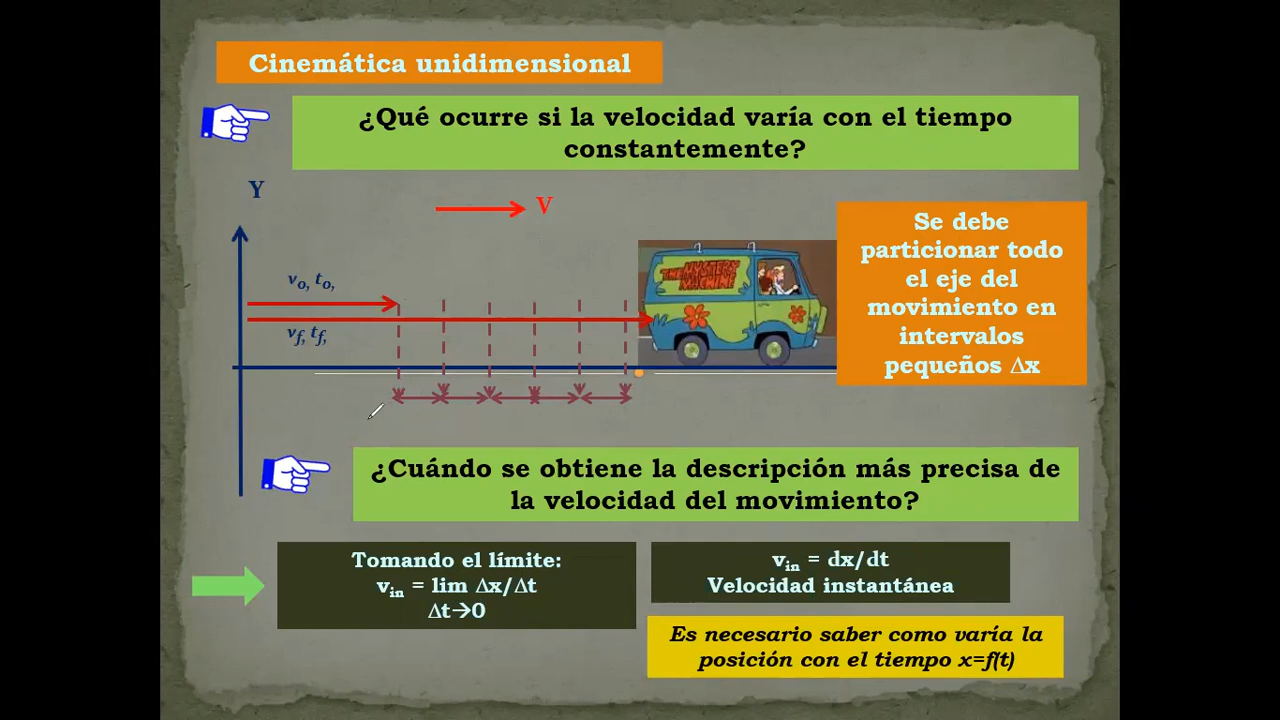 Cinemática unidimensional
¿Qué ocurre si la velocidad varía con el tiempo
constantemente?
Y
V
Se debe
particionar todo
el eje del
movimiento en
intervalos
pequeños Δx
THE MYSTERY
MACHINE
vo, to,
vf, tf,
¿Cuándo se obtiene la descripción más precisa de
la velocidad del movimiento?
Tomando el límite:
vin = lim Δx/Δt
Δt→0
vin = dx/dt
Velocidad instantánea
Es necesario saber como varía la
posición con el tiempo x=f(t)